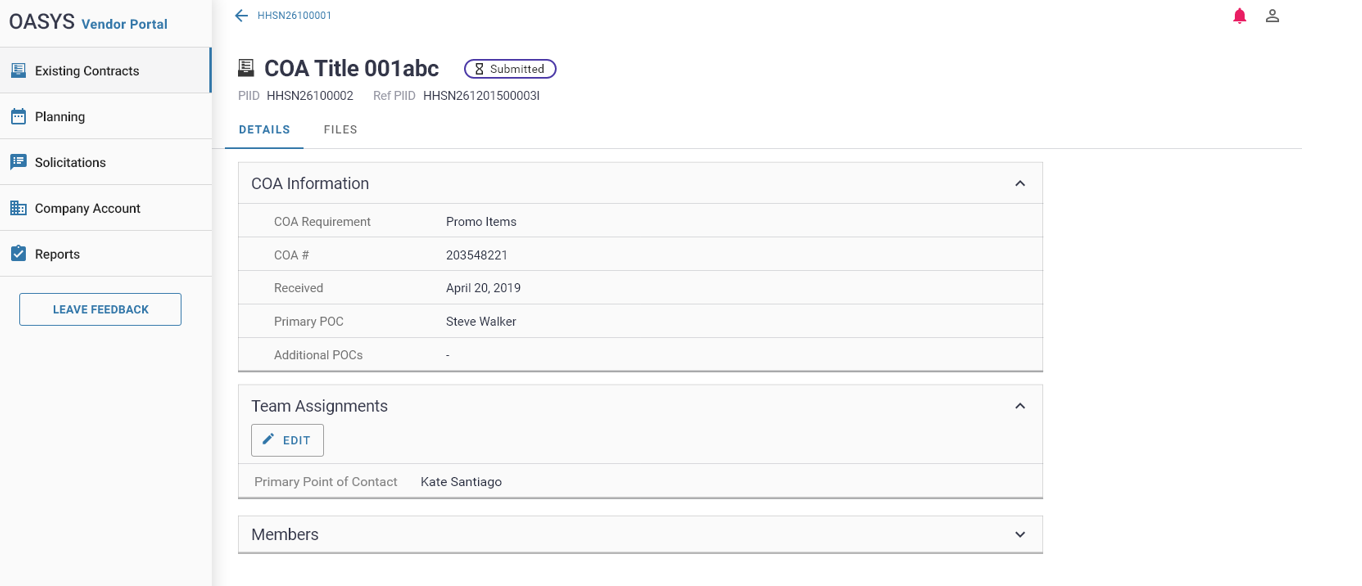 OASYS Vendor Portal
Existing Contracts
Planning
Solicitations
Company Account
Reports
LEAVE FEEDBACK
HHSN26100001
COA Title 001abc Submitted
PIID HHSN26100002 Ref PIID HHSN261201500003I
DETAILS FILES
COA Information
COA Requirement Promo Items
COA # 203548221
Received April 20, 2019
Primary POC Steve Walker
Additional POCs -
Team Assignments
EDIT
Primary Point of Contact Kate Santiago
Members